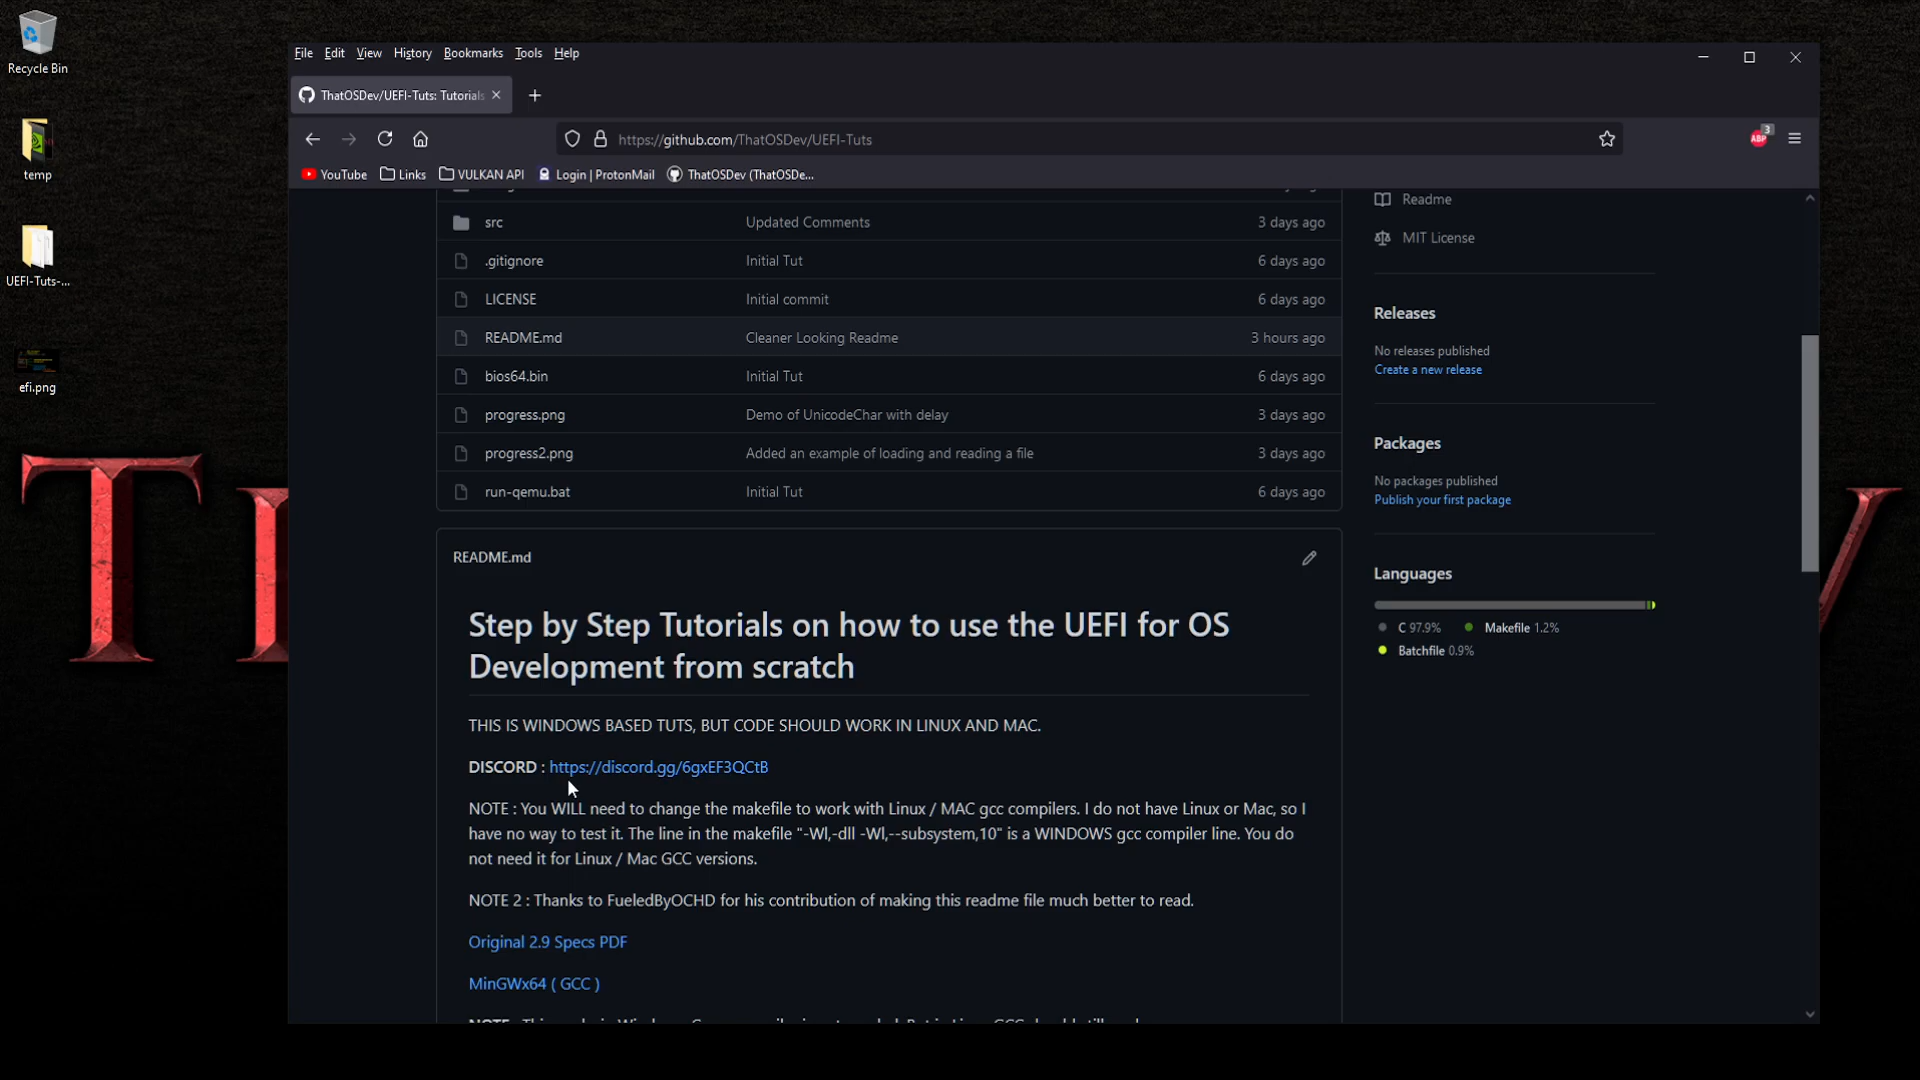 Recycle Bin
temp
UEFI-Tuts-...
efi.png
File Edit View History Bookmarks Tools Help
ThatOSDev/UEFI-Tuts: Tutorials
https://github.com/ThatOSDev/UEFI-Tuts
ABP 3
YouTube Links VULKAN API Login | ProtonMail ThatOSDev (ThatOSDe...
src Updated Comments 3 days ago
.gitignore Initial Tut 6 days ago
LICENSE Initial commit 6 days ago
README.md Cleaner Looking Readme 3 hours ago
bios64.bin Initial Tut 6 days ago
progress.png Demo of UnicodeChar with delay 3 days ago
progress2.png Added an example of loading and reading a file 3 days ago
run-qemu.bat Initial Tut 6 days ago
README.md
Step by Step Tutorials on how to use the UEFI for OS
Development from scratch
THIS IS WINDOWS BASED TUTS, BUT CODE SHOULD WORK IN LINUX AND MAC.
DISCORD : https://discord.gg/6gxEF3QCtB
NOTE : You WILL need to change the makefile to work with Linux / MAC gcc compilers. I do not have Linux or Mac, so I
have no way to test it. The line in the makefile "-Wl,-dll -Wl,--subsystem,10" is a WINDOWS gcc compiler line. You do
not need it for Linux / Mac GCC versions.
NOTE 2 : Thanks to FueledByOCHD for his contribution of making this readme file much better to read.
Original 2.9 Specs PDF
MinGWx64 ( GCC )
Readme
MIT License
Releases
No releases published
Create a new release
Packages
No packages published
Publish your first package
Languages
C 97.9% Makefile 1.2%
Batchfile 0.9%